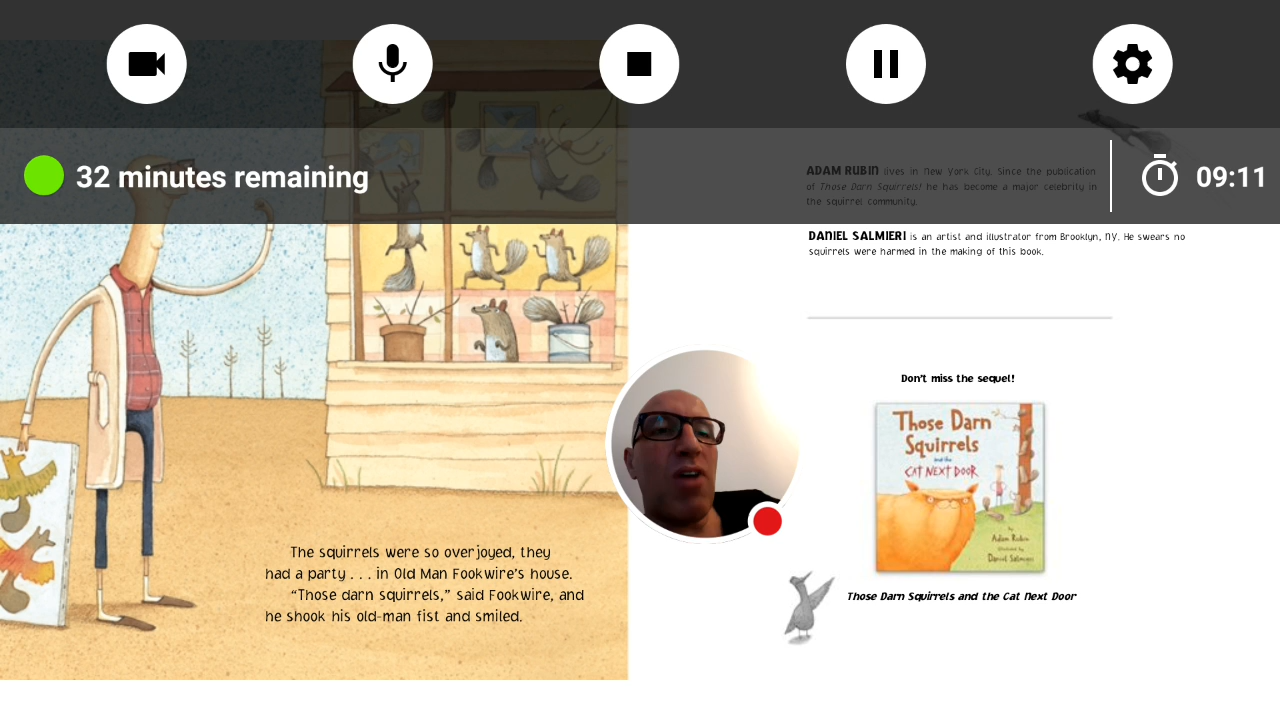 32 minutes remaining
09:11
ADAM RUBIN lives in New York City. Since the publication
of Those Darn Squirrels! he has become a major celebrity in
the squirrel community.
DANIEL SALMIERI is an artist and illustrator from Brooklyn, NY. He swears no
squirrels were harmed in the making of this book.
Don't miss the sequel!
Those Darn
Squirrels
and the
CAT NEXT DOOR
by
Adam Rubin
illustrated by
Daniel Salmieri
Those Darn Squirrels and the Cat Next Door
The squirrels were so overjoyed, they
had a party . . . in Old Man Fookwire's house.
"Those darn squirrels," said Fookwire, and
he shook his old-man fist and smiled.